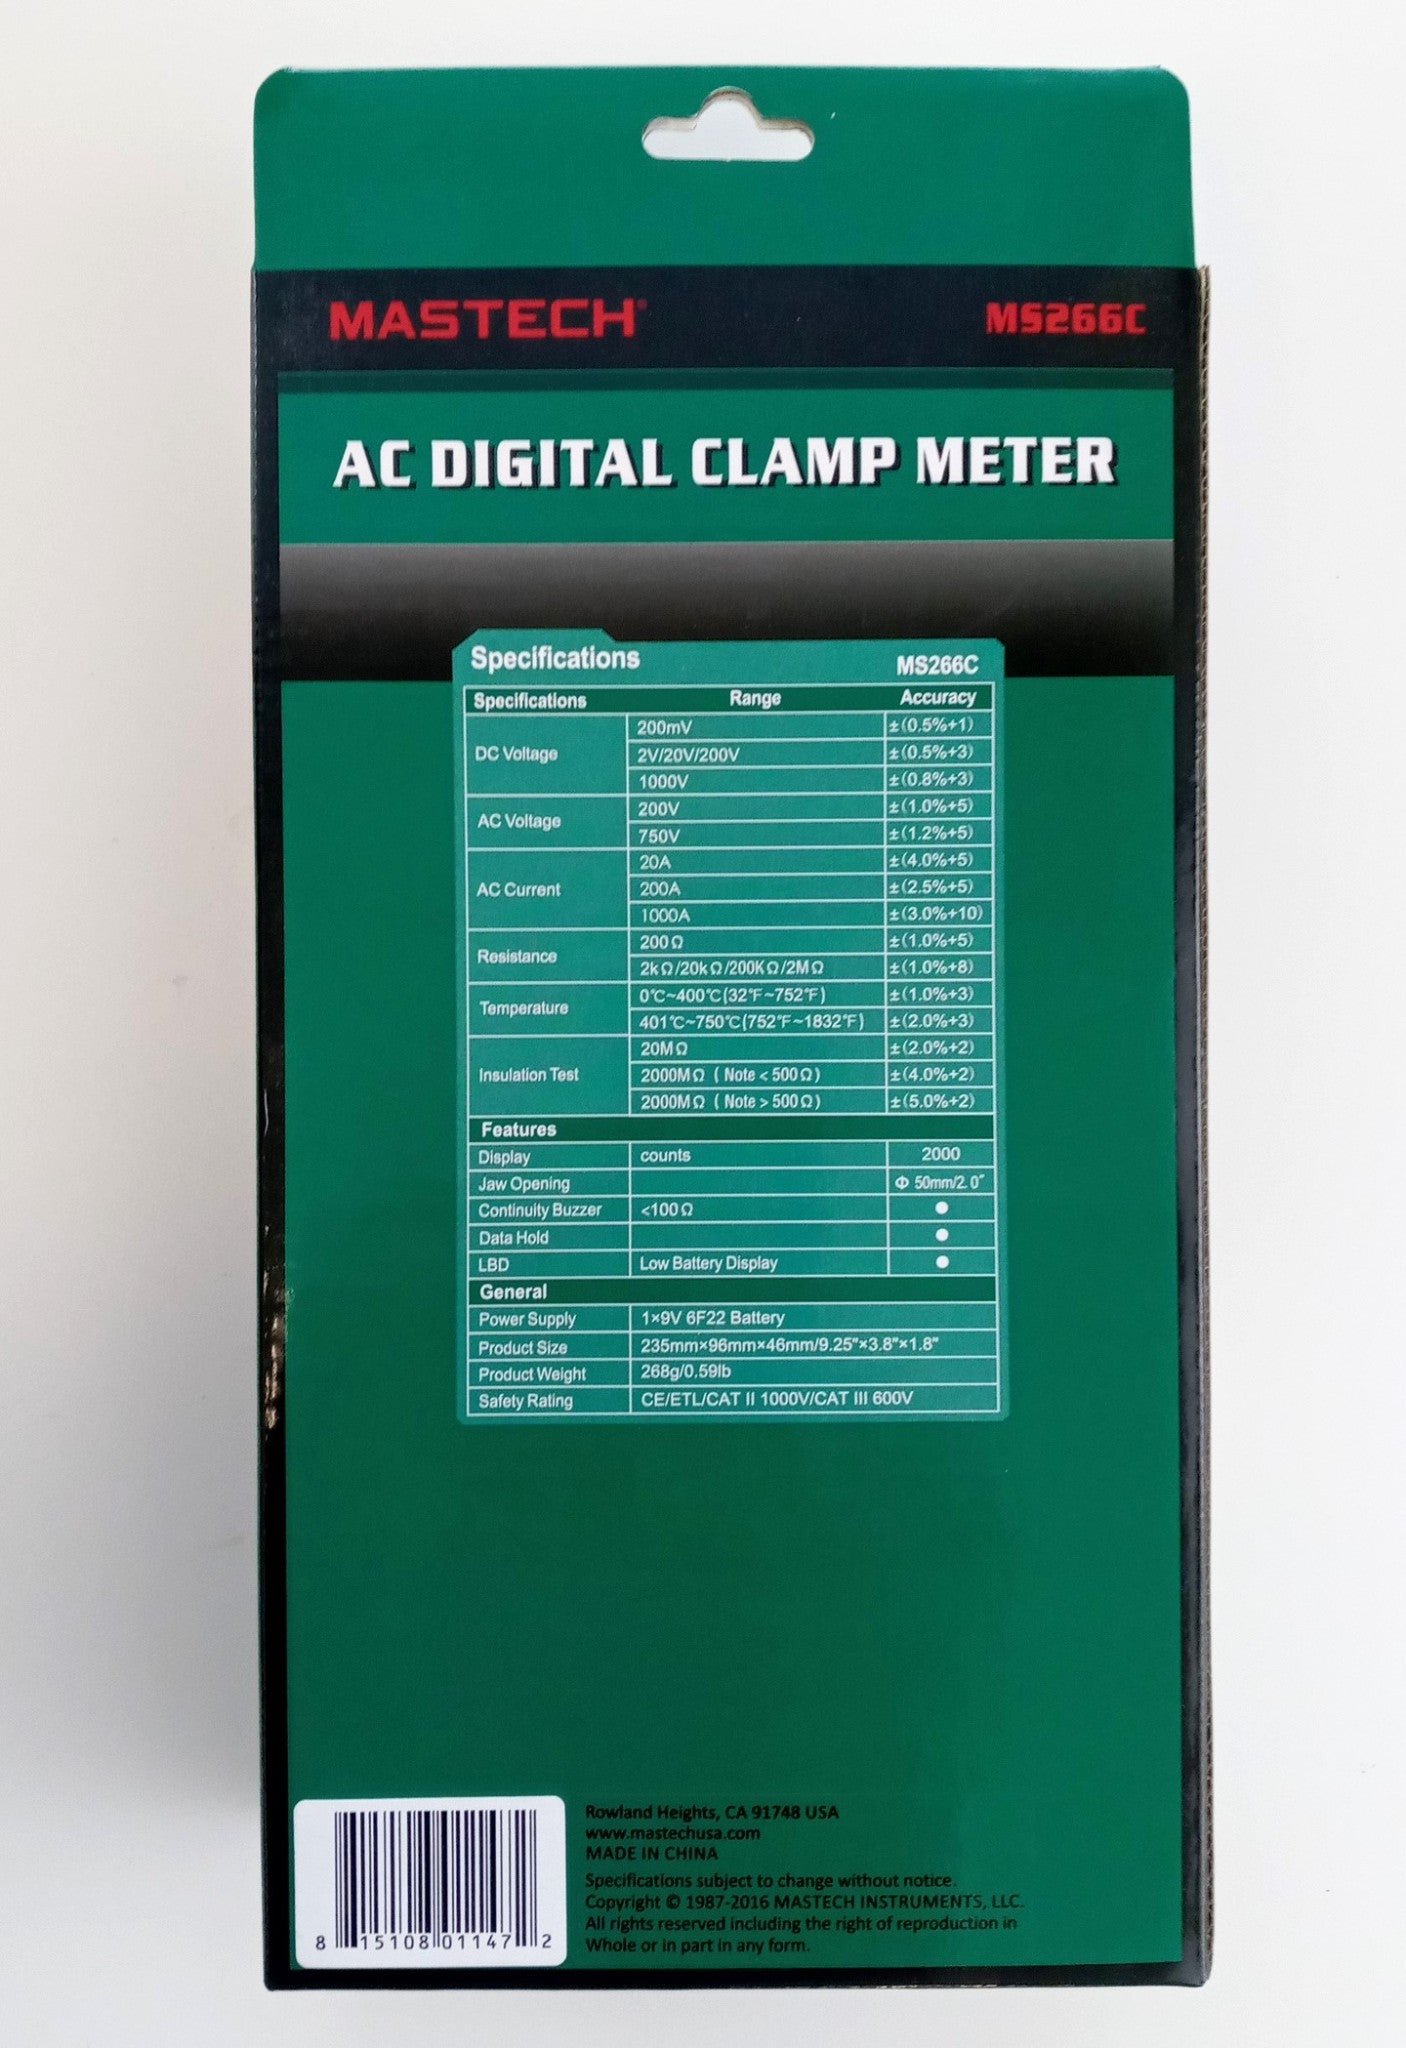 MASTECH® MS266C
AC DIGITAL CLAMP METER
Specifications MS266C
Specifications Range Accuracy
DC Voltage 200mV ±(0.5%+1)
2V/20V/200V ±(0.5%+3)
1000V ±(0.8%+3)
AC Voltage 200V ±(1.0%+5)
750V ±(1.2%+5)
AC Current 20A ±(4.0%+5)
200A ±(2.5%+5)
1000A ±(3.0%+10)
Resistance 200Ω ±(1.0%+5)
2kΩ/20kΩ/200KΩ/2MΩ ±(1.0%+8)
Temperature 0℃~400℃(32℉~752℉) ±(1.0%+3)
401℃~750℃(752℉~1832℉) ±(2.0%+3)
Insulation Test 20MΩ ±(2.0%+2)
2000MΩ ( Note < 500Ω) ±(4.0%+2)
2000MΩ ( Note > 500Ω) ±(5.0%+2)
Features
Display counts 2000
Jaw Opening Φ 50mm/2.0"
Continuity Buzzer <100Ω ●
Data Hold ●
LBD Low Battery Display ●
General
Power Supply 1×9V 6F22 Battery
Product Size 235mm×96mm×46mm/9.25"×3.8"×1.8"
Product Weight 268g/0.59lb
Safety Rating CE/ETL/CAT II 1000V/CAT III 600V
Rowland Heights, CA 91748 USA
www.mastechusa.com
MADE IN CHINA
Specifications subject to change without notice.
Copyright © 1987-2016 MASTECH INSTRUMENTS, LLC.
All rights reserved including the right of reproduction in
Whole or in part in any form.
8 15108 01147 2